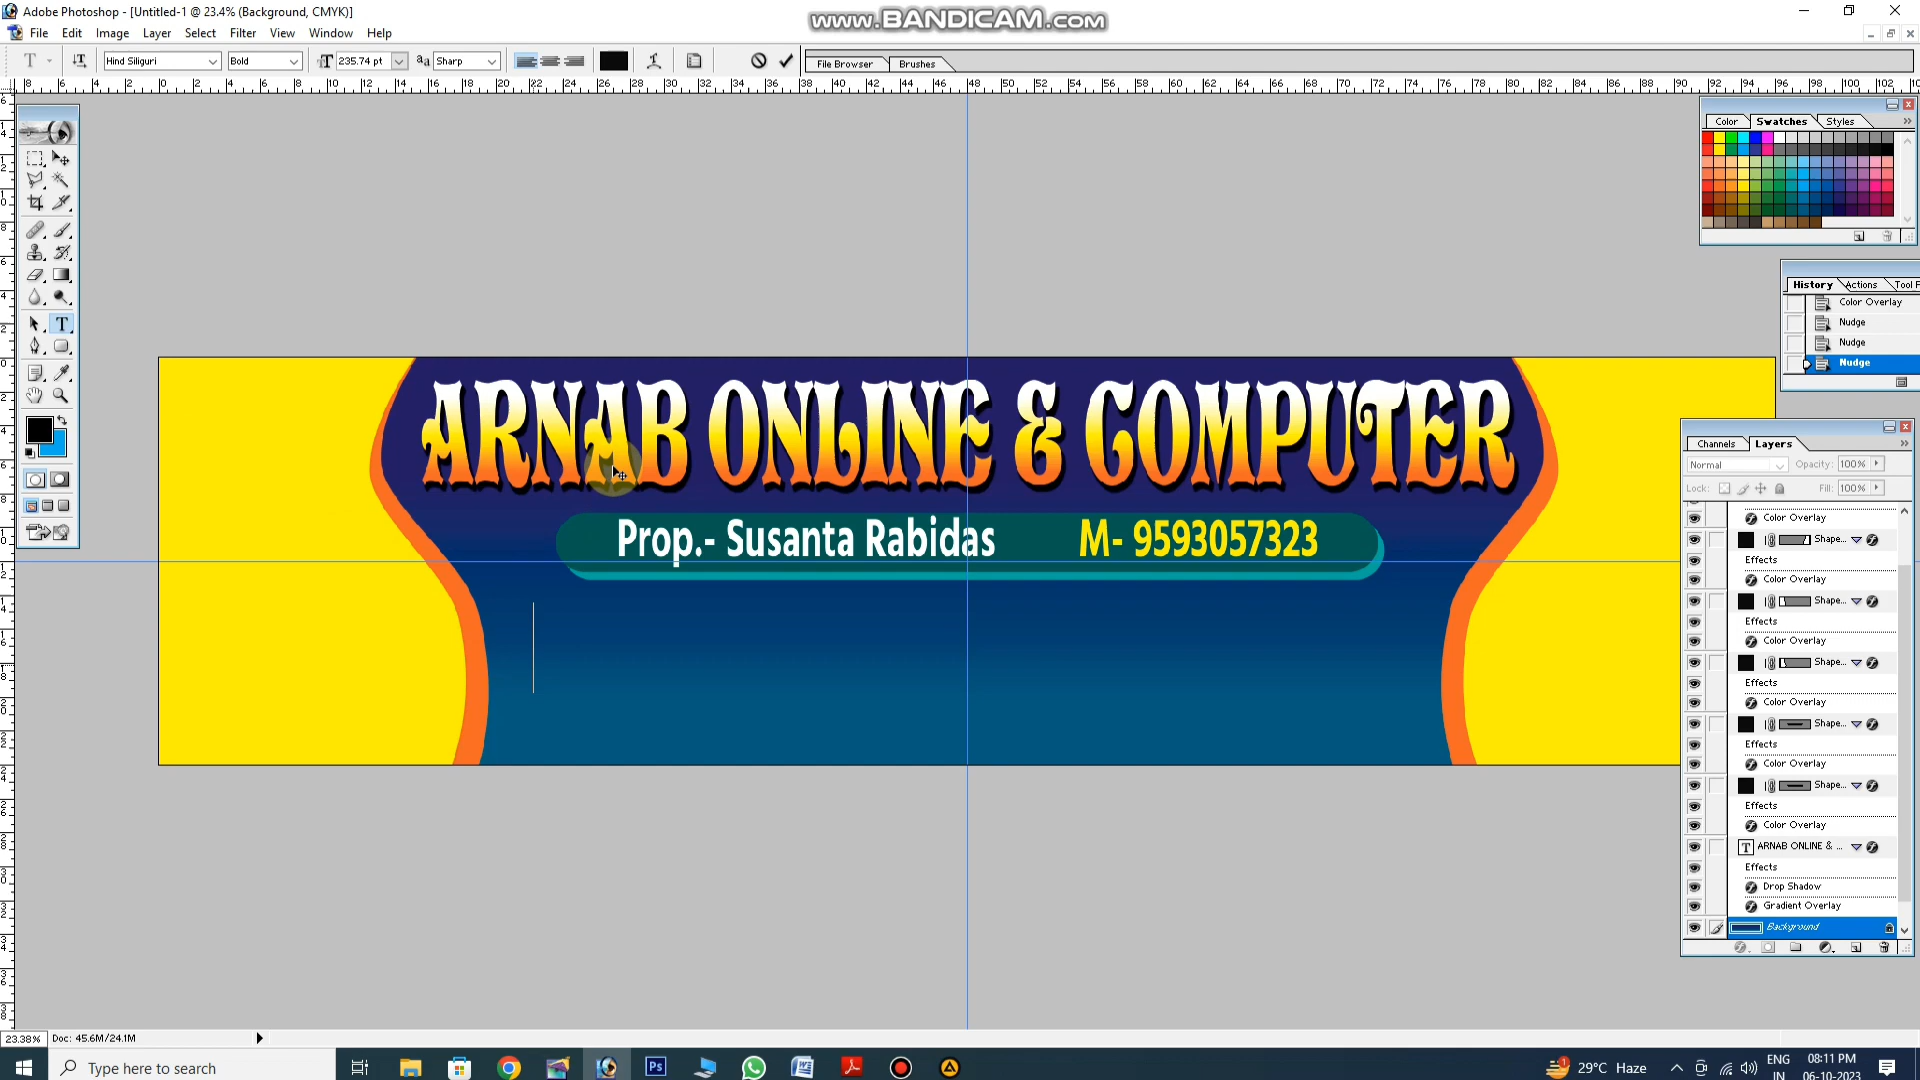 Adobe Photoshop - [Untitled-1 @ 23.4% (Background, CMYK)]
www.BANDICAM.com
File Edit Image Layer Select Filter View Window Help
Hind Siliguri Bold 235.74 pt aa Sharp File Browser Brushes
Color Swatches Styles
History Actions Tool P
Color Overlay
Nudge
Nudge
Nudge
ARNAB ONLINE & COMPUTER
Prop.- Susanta Rabidas M- 9593057323
Channels Layers
Normal Opacity: 100%
Lock: Fill: 100%
Color Overlay
Shape...
Effects
Color Overlay
Shape...
Effects
Color Overlay
Shape...
Effects
Color Overlay
Shape...
Effects
Color Overlay
Shape...
Effects
Color Overlay
T ARNAB ONLINE & ...
Effects
Drop Shadow
Gradient Overlay
Background
23.38% Doc: 45.6M/24.1M
Type here to search
29°C Haze
ENG
IN
08:11 PM
06-10-2023